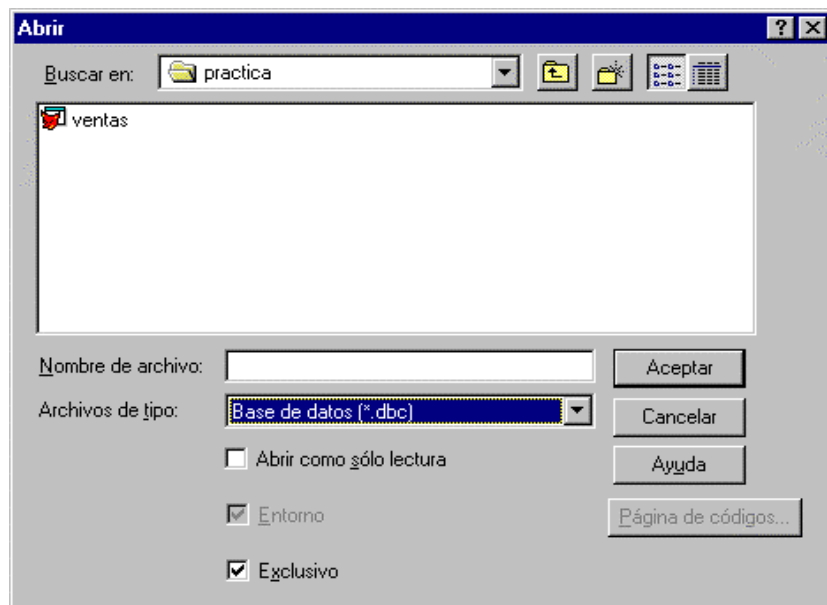 Abrir
Buscar en: practica
ventas
Nombre de archivo:
Aceptar
Archivos de tipo: Base de datos (*.dbc)
Cancelar
Abrir como sólo lectura
Ayuda
Entorno
Página de códigos...
Exclusivo